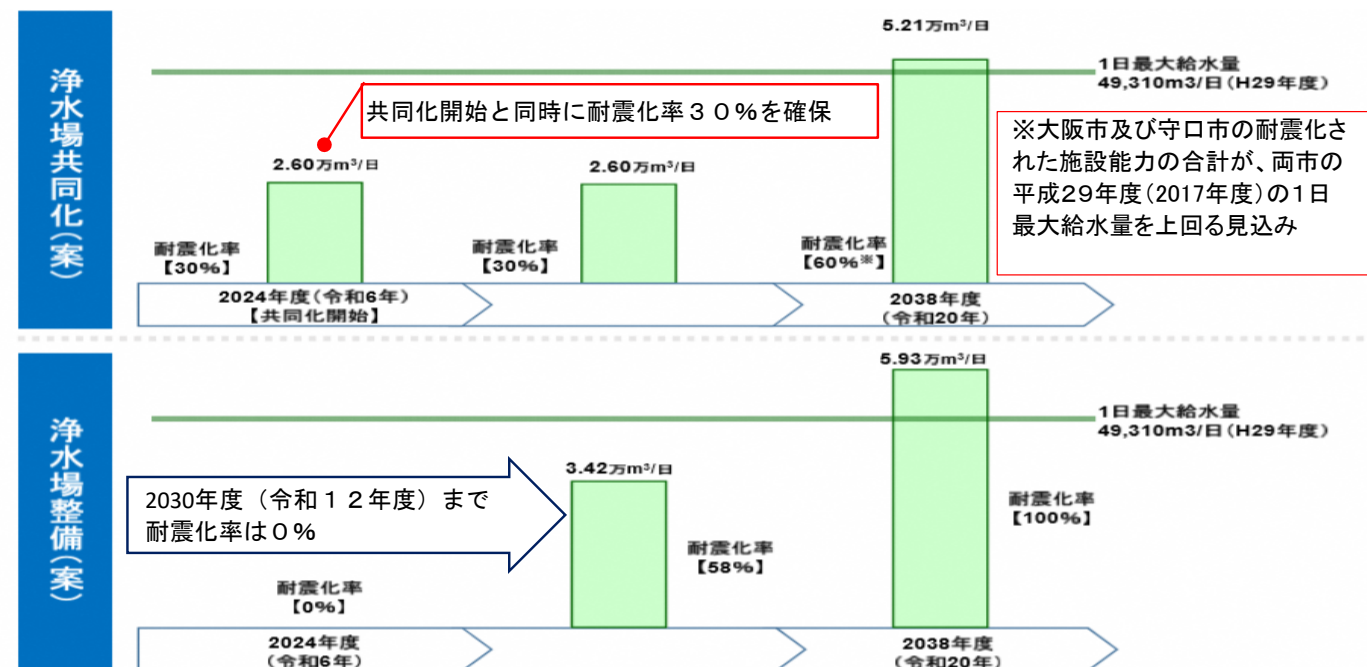 浄水場共同化(案)
5.21万m³/日
1日最大給水量
49,310m3/日(H29年度)
共同化開始と同時に耐震化率30%を確保
※大阪市及び守口市の耐震化さ
れた施設能力の合計が、両市の
平成29年度(2017年度)の1日
最大給水量を上回る見込み
2.60万m³/日
2.60万m³/日
耐震化率
【30%】
耐震化率
【30%】
耐震化率
【60%※】
2024年度(令和6年)
【共同化開始】
2038年度
(令和20年)
浄水場整備(案)
5.93万m³/日
1日最大給水量
49,310m3/日(H29年度)
3.42万m³/日
2030年度(令和12年度)まで
耐震化率は0%
耐震化率
【100%】
耐震化率
【58%】
耐震化率
【0%】
2024年度
(令和6年)
2038年度
(令和20年)